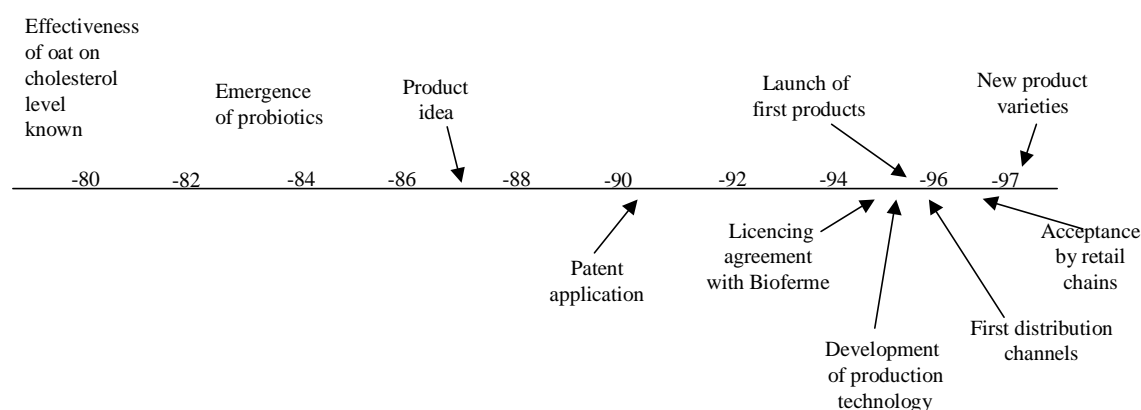 Effectiveness
of oat on
cholesterol
level
known
Emergence
of probiotics
Product
idea
Launch of
first products
New product
varieties
-80
-82
-84
-86
-88
-90
-92
-94
-96
-97
Patent
application
Licencing
agreement
with Bioferme
Development
of production
technology
First distribution
channels
Acceptance
by retail
chains